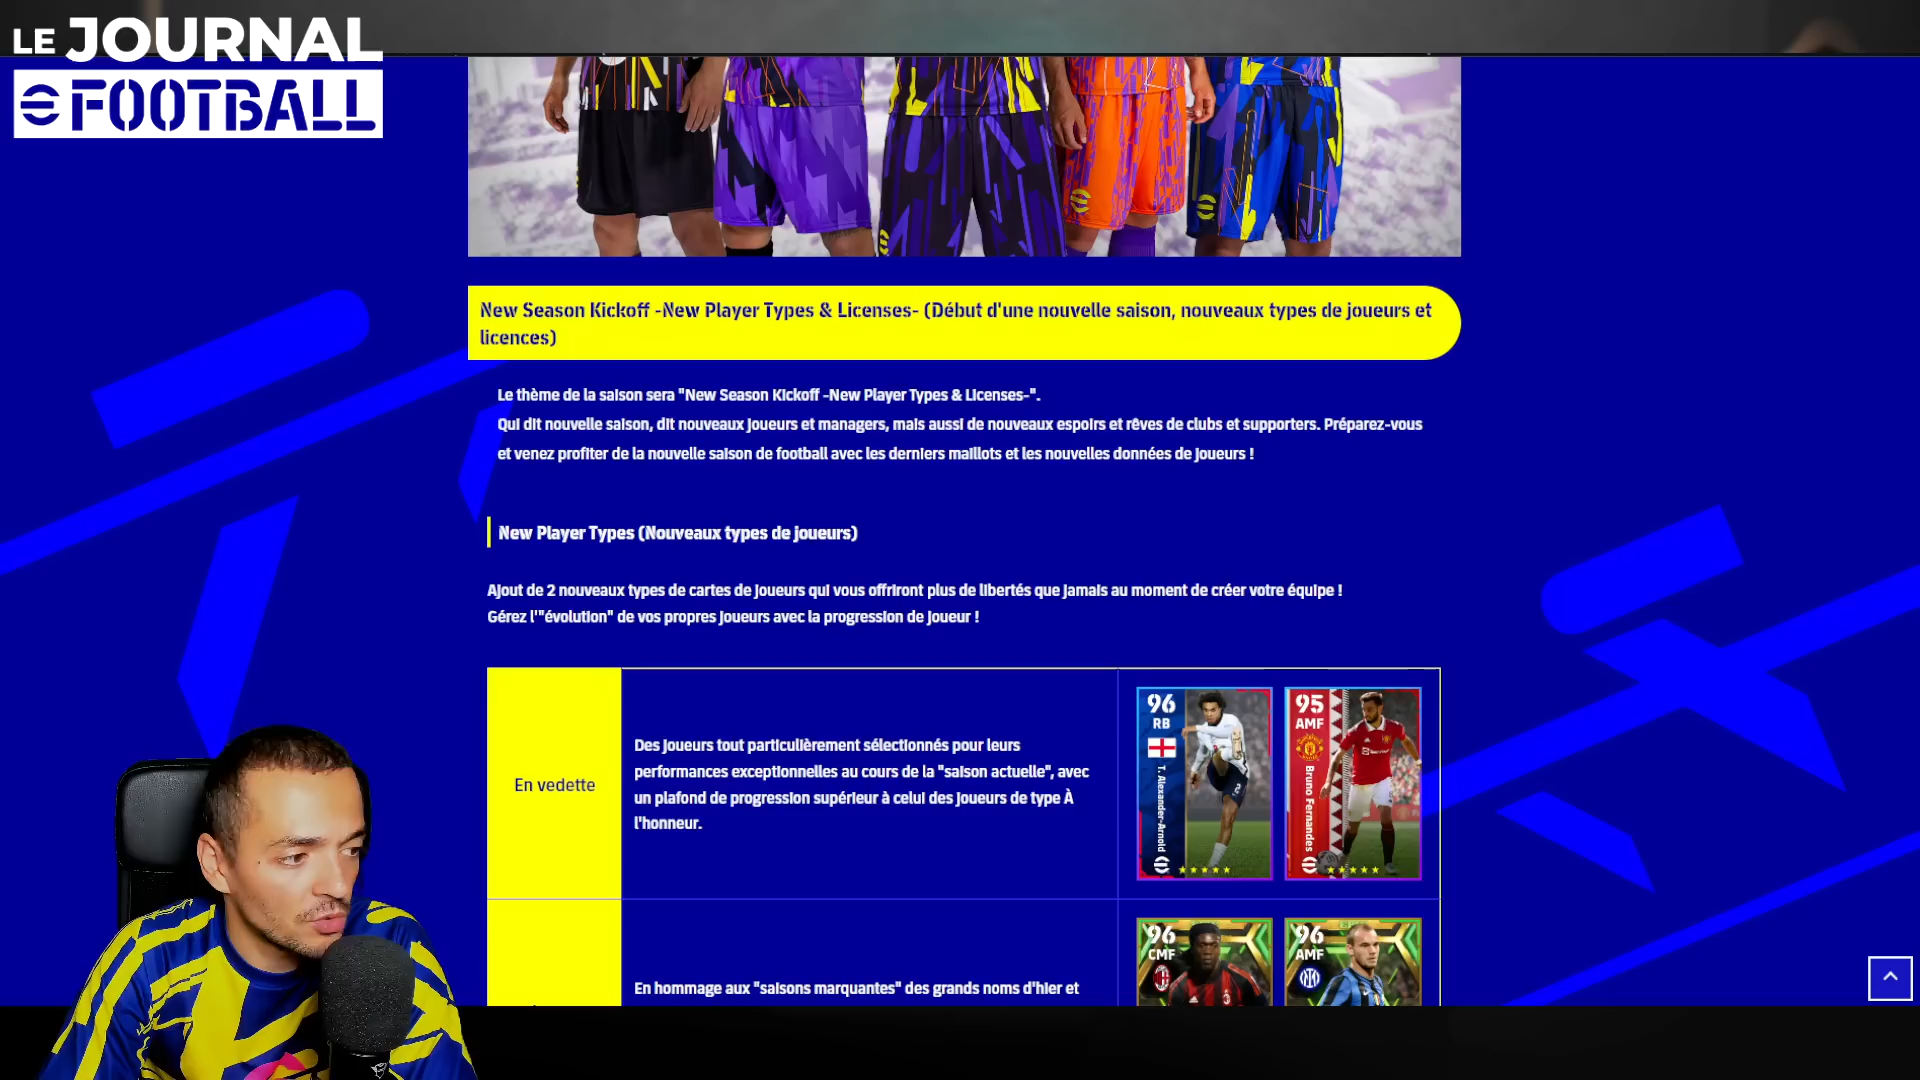 LE JOURNAL
eFOOTBALL
New Season Kickoff -New Player Types & Licenses- (Début d'une nouvelle saison, nouveaux types de joueurs et
licences)
Le thème de la saison sera "New Season Kickoff -New Player Types & Licenses-".
Qui dit nouvelle saison, dit nouveaux joueurs et managers, mais aussi de nouveaux espoirs et rêves de clubs et supporters. Préparez-vous
et venez profiter de la nouvelle saison de football avec les derniers maillots et les nouvelles données de joueurs !
New Player Types (Nouveaux types de joueurs)
Ajout de 2 nouveaux types de cartes de joueurs qui vous offriront plus de libertés que jamais au moment de créer votre équipe !
Gérez l'"évolution" de vos propres joueurs avec la progression de joueur !
En vedette
Des joueurs tout particulièrement sélectionnés pour leurs
performances exceptionnelles au cours de la "saison actuelle", avec
un plafond de progression supérieur à celui des joueurs de type À
l'honneur.
96
RB
T. Alexander-Arnold
95
AMF
Bruno Fernandes
En hommage aux "saisons marquantes" des grands noms d'hier et
96
CMF
96
AMF